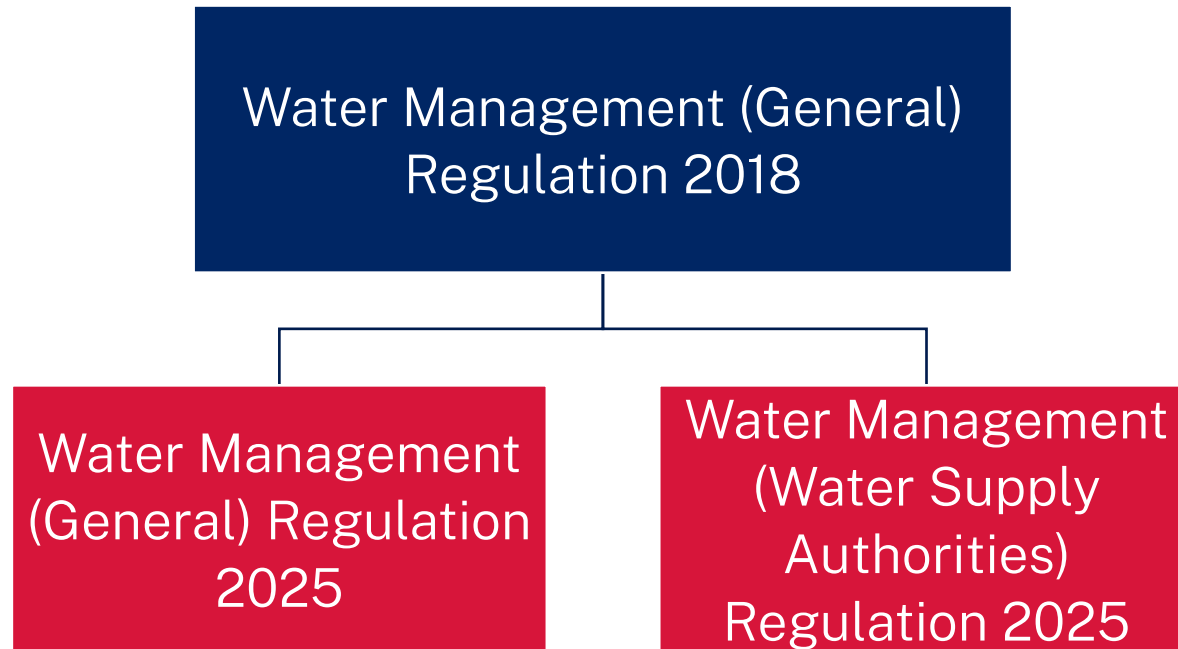 Water Management (General)
Regulation 2018
Water Management
(General) Regulation
2025
Water Management
(Water Supply
Authorities)
Regulation 2025